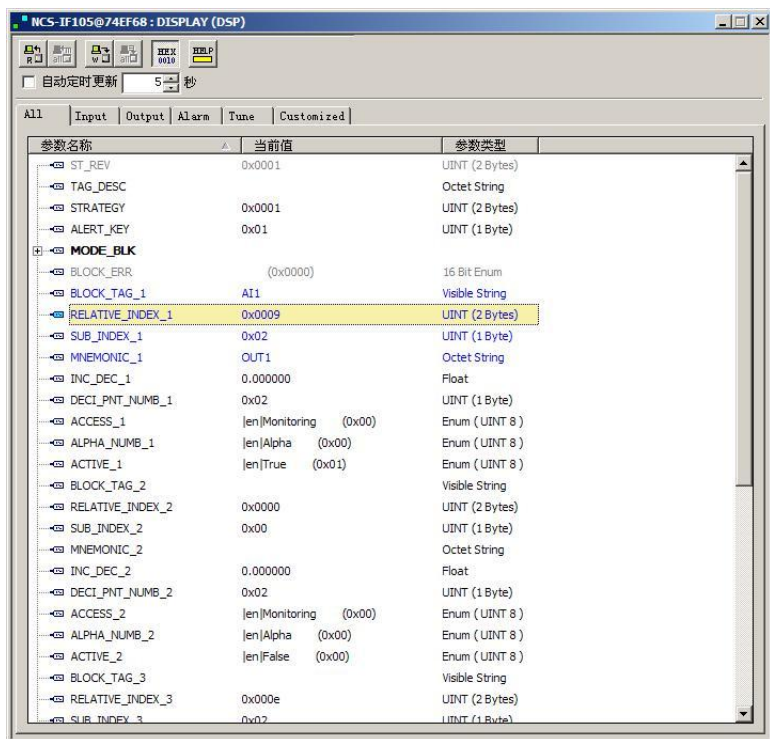 NCS-IF105@74EF68 : DISPLAY (DSP)
HEX 0010 HELP
自动定时更新 5 秒
All Input Output Alarm Tune Customized
参数名称 当前值 参数类型
ST_REV 0x0001 UINT (2 Bytes)
TAG_DESC Octet String
STRATEGY 0x0001 UINT (2 Bytes)
ALERT_KEY 0x01 UINT (1 Byte)
MODE_BLK
BLOCK_ERR (0x0000) 16 Bit Enum
BLOCK_TAG_1 AI1 Visible String
RELATIVE_INDEX_1 0x0009 UINT (2 Bytes)
SUB_INDEX_1 0x02 UINT (1 Byte)
MNEMONIC_1 OUT1 Octet String
INC_DEC_1 0.000000 Float
DECI_PNT_NUMB_1 0x02 UINT (1 Byte)
ACCESS_1 |en|Monitoring (0x00) Enum ( UINT 8 )
ALPHA_NUMB_1 |en|Alpha (0x00) Enum ( UINT 8 )
ACTIVE_1 |en|True (0x01) Enum ( UINT 8 )
BLOCK_TAG_2 Visible String
RELATIVE_INDEX_2 0x0000 UINT (2 Bytes)
SUB_INDEX_2 0x00 UINT (1 Byte)
MNEMONIC_2 Octet String
INC_DEC_2 0.000000 Float
DECI_PNT_NUMB_2 0x02 UINT (1 Byte)
ACCESS_2 |en|Monitoring (0x00) Enum ( UINT 8 )
ALPHA_NUMB_2 |en|Alpha (0x00) Enum ( UINT 8 )
ACTIVE_2 |en|False (0x00) Enum ( UINT 8 )
BLOCK_TAG_3 Visible String
RELATIVE_INDEX_3 0x000e UINT (2 Bytes)
SUB_INDEX_3 0x02 UINT (1 Byte)